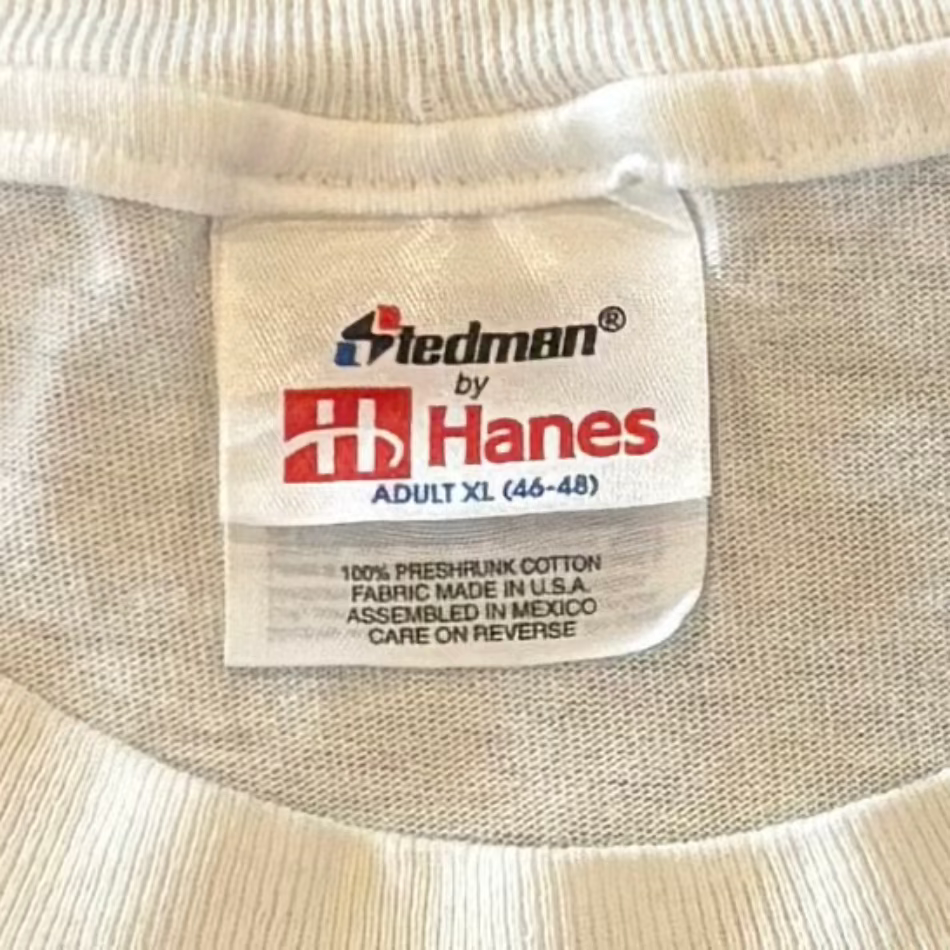 Stedman®
by
H Hanes
ADULT XL (46-48)
100% PRESHRUNK COTTON
FABRIC MADE IN U.S.A.
ASSEMBLED IN MEXICO
CARE ON REVERSE